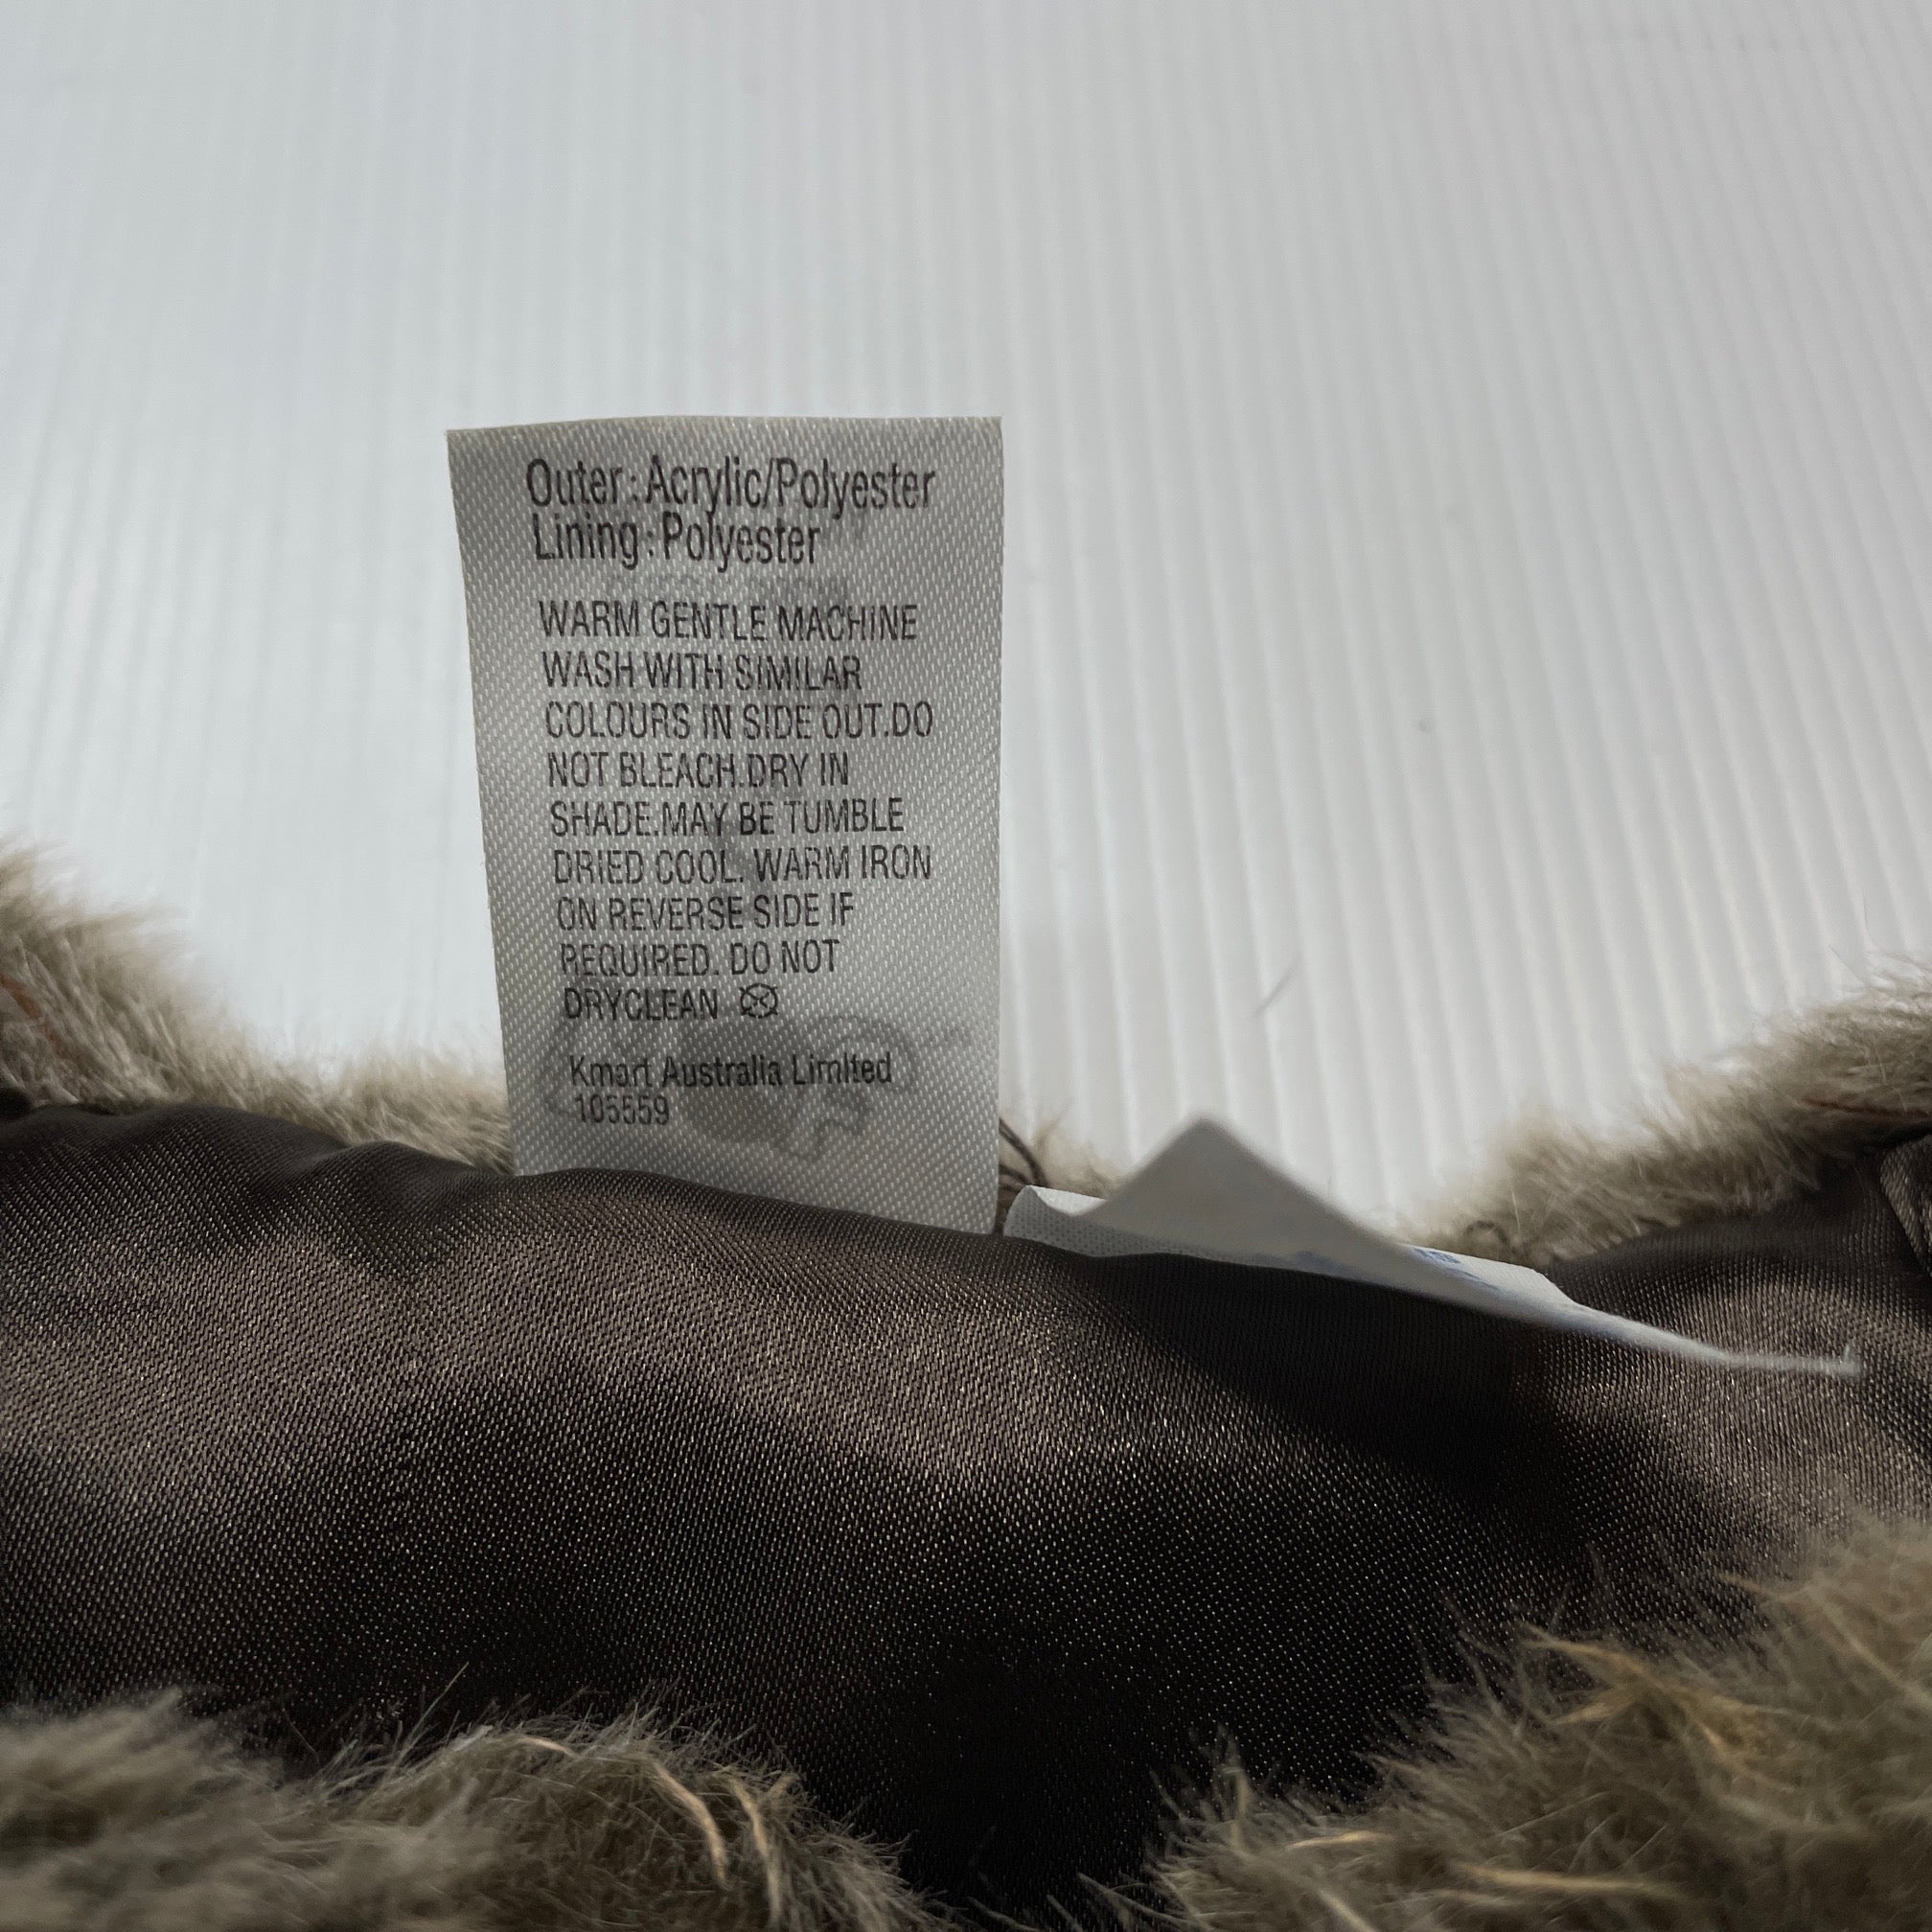 Outer : Acrylic/Polyester
Lining : Polyester
WARM GENTLE MACHINE
WASH WITH SIMILAR
COLOURS IN SIDE OUT.DO
NOT BLEACH.DRY IN
SHADE.MAY BE TUMBLE
DRIED COOL. WARM IRON
ON REVERSE SIDE IF
REQUIRED. DO NOT
DRYCLEAN
Kmart Australia Limited
105559